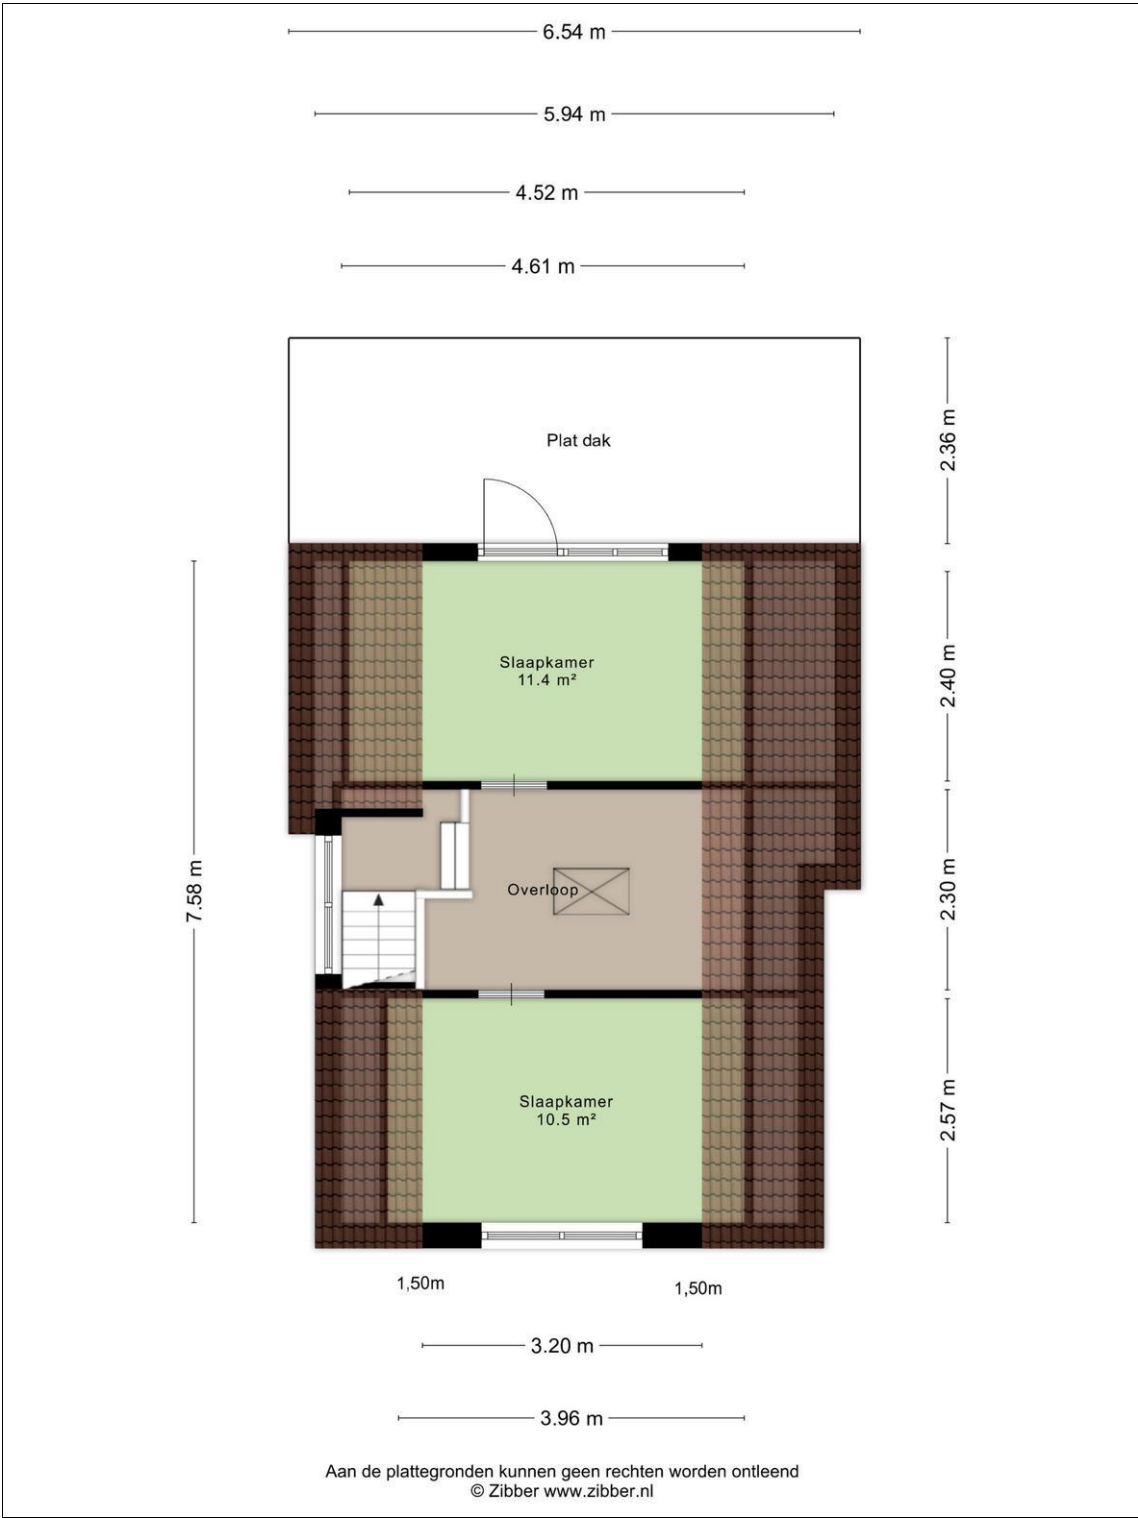 6.54 m
5.94 m
4.52 m
4.61 m
Plat dak
2.36 m
Slaapkamer
11.4 m²
2.40 m
7.58 m
Overloop
2.30 m
Slaapkamer
10.5 m²
2.57 m
1,50m
1,50m
3.20 m
3.96 m
Aan de plattegronden kunnen geen rechten worden ontleend
© Zibber www.zibber.nl